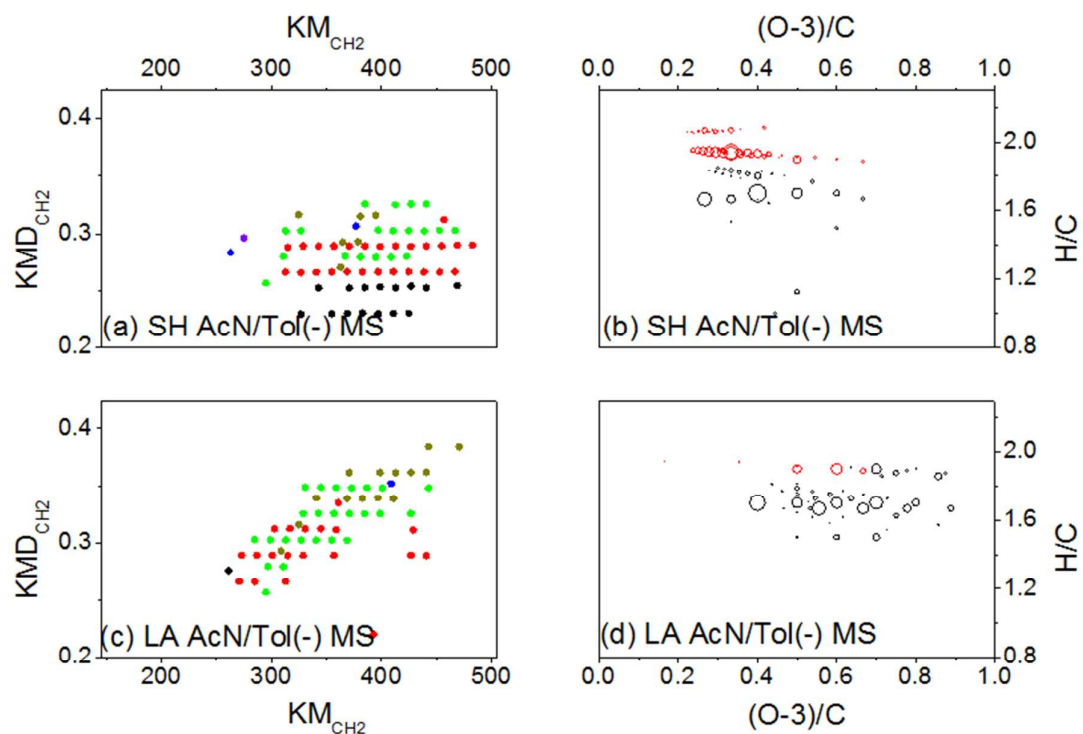 KM_CH2
(O-3)/C
200 300 400 500
0.0 0.2 0.4 0.6 0.8 1.0
0.4
0.3
0.2
KMD_CH2
(a) SH AcN/Tol(-) MS
2.0
1.6
1.2
0.8
H/C
(b) SH AcN/Tol(-) MS
0.4
0.3
0.2
KMD_CH2
(c) LA AcN/Tol(-) MS
2.0
1.6
1.2
0.8
H/C
(d) LA AcN/Tol(-) MS
200 300 400 500
0.0 0.2 0.4 0.6 0.8 1.0
KM_CH2
(O-3)/C